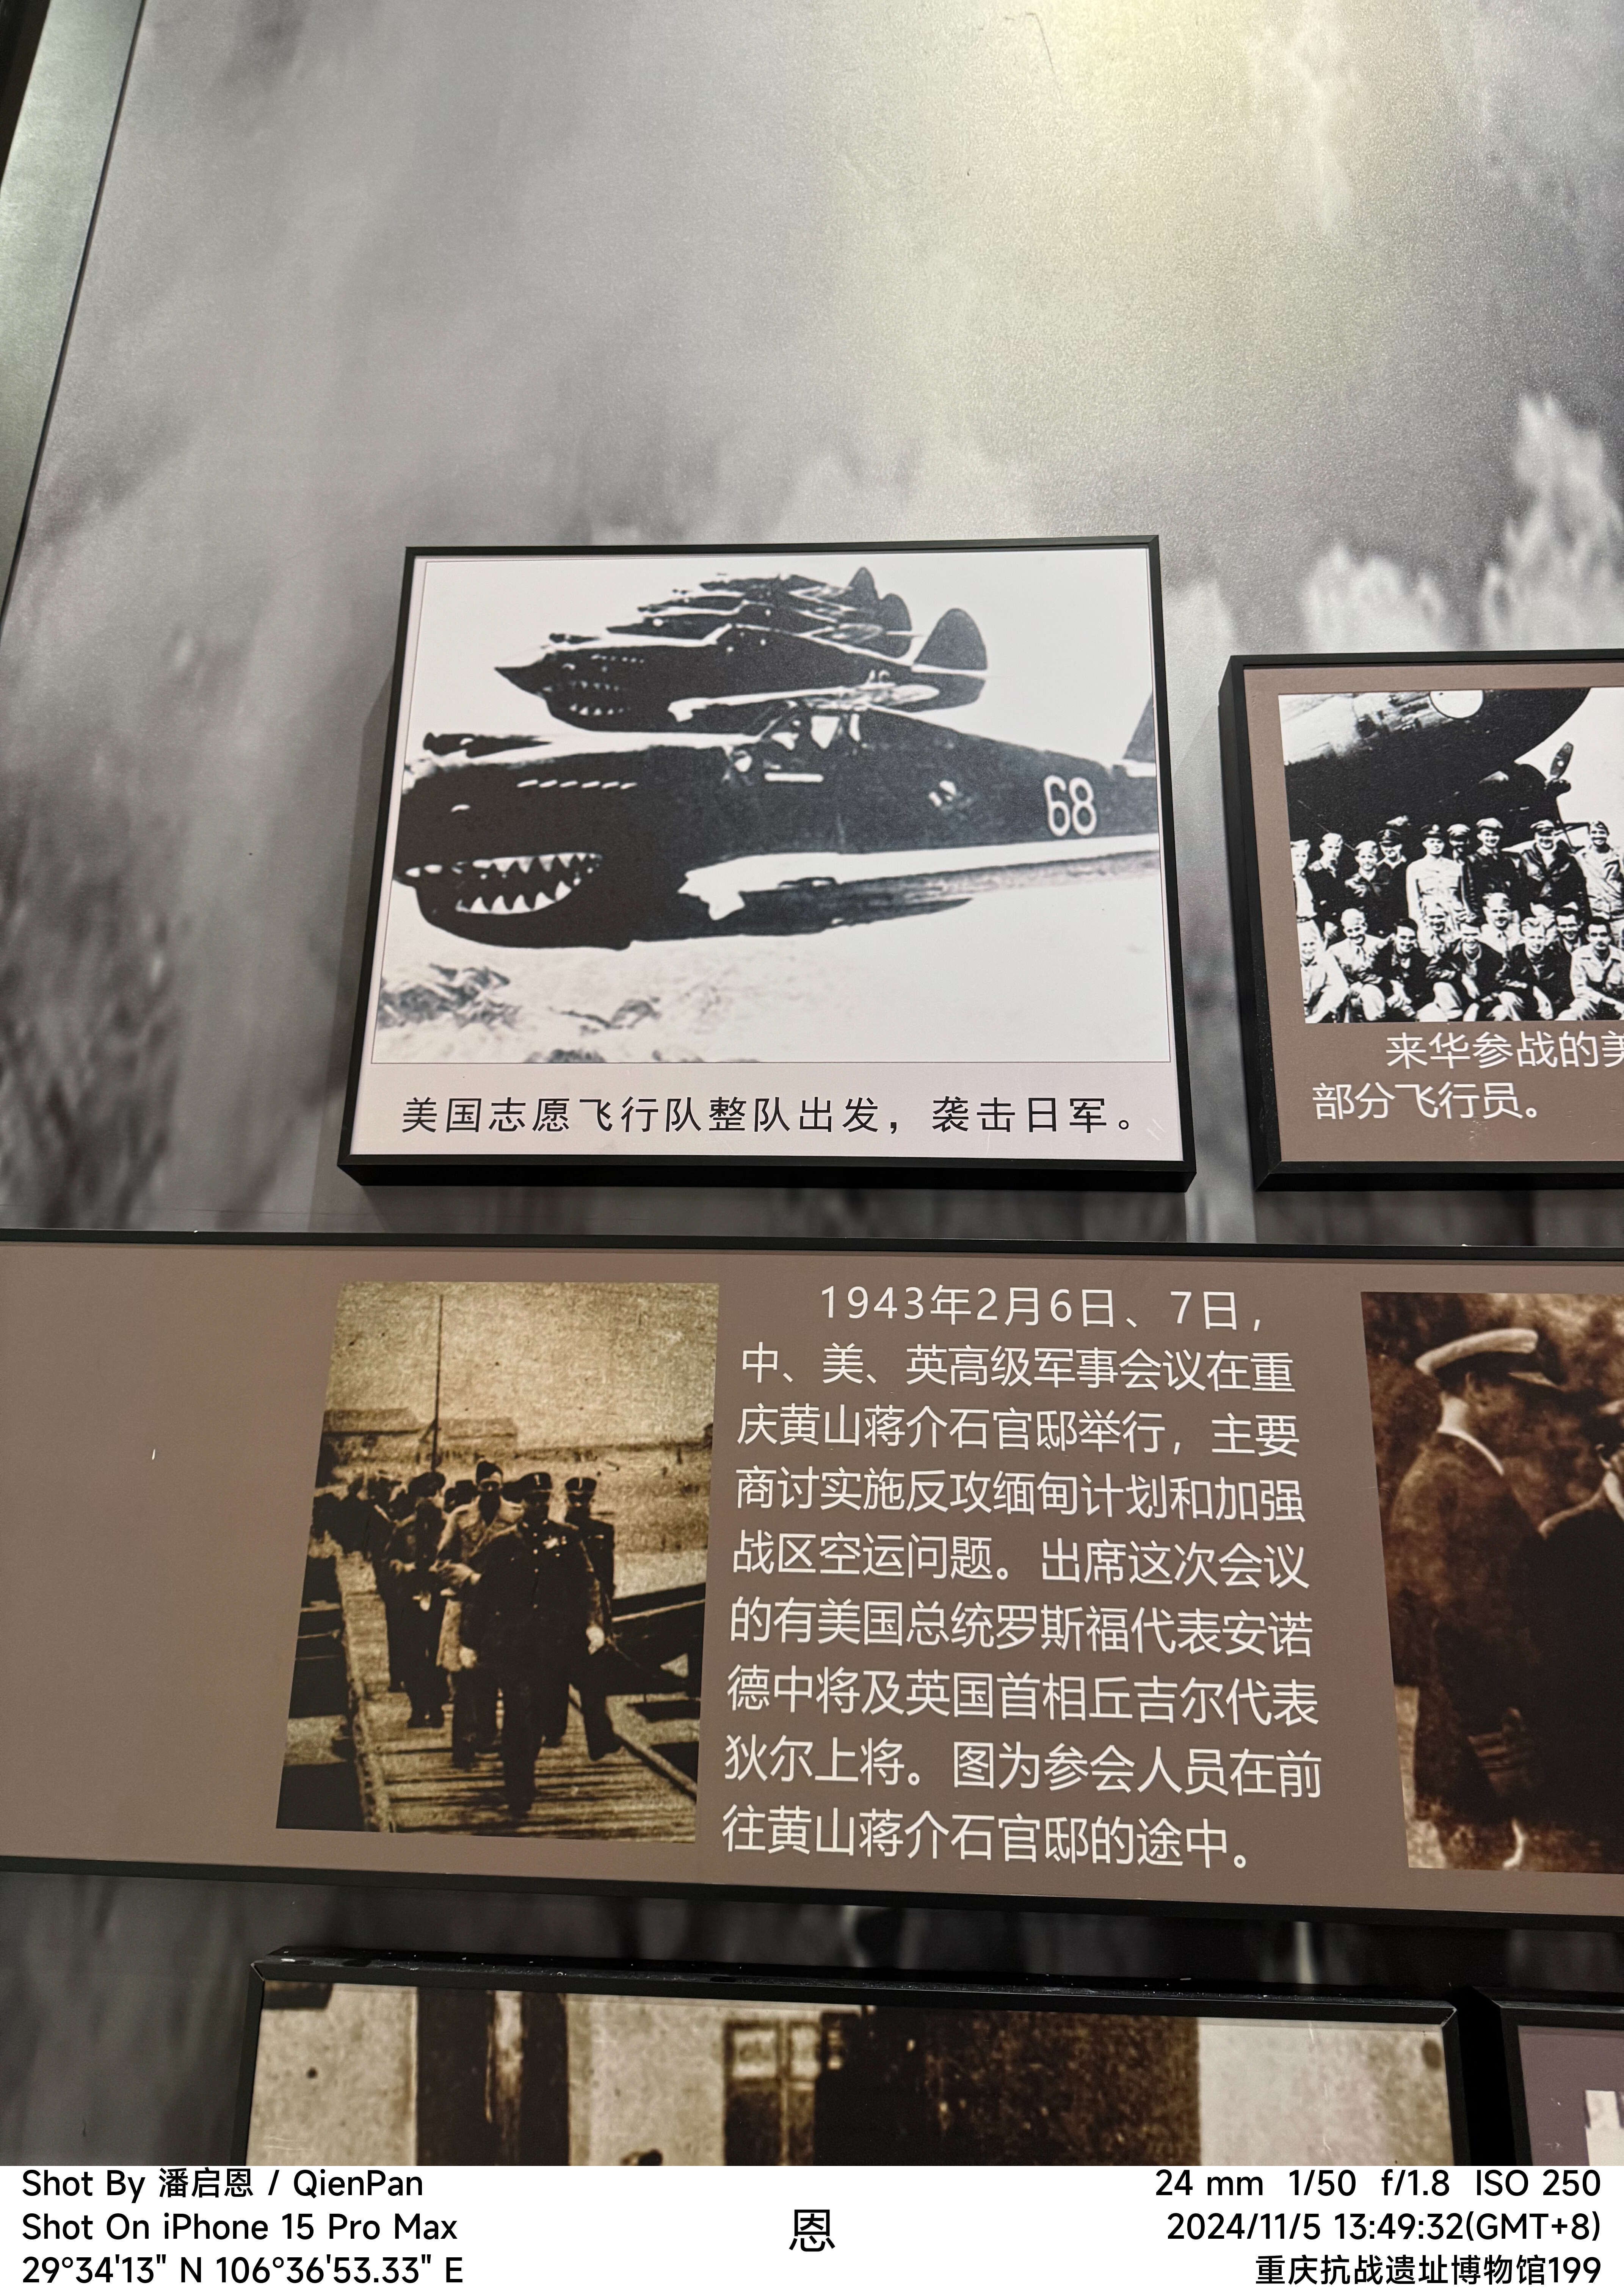 68
美国志愿飞行队整队出发，袭击日军。
来华参战的美
部分飞行员。
1943年2月6日、7日，
中、美、英高级军事会议在重
庆黄山蒋介石官邸举行，主要
商讨实施反攻缅甸计划和加强
战区空运问题。出席这次会议
的有美国总统罗斯福代表安诺
德中将及英国首相丘吉尔代表
狄尔上将。图为参会人员在前
往黄山蒋介石官邸的途中。
Shot By 潘启恩 / QienPan
Shot On iPhone 15 Pro Max
29°34'13" N 106°36'53.33" E
恩
24 mm 1/50 f/1.8 ISO 250
2024/11/5 13:49:32(GMT+8)
重庆抗战遗址博物馆199